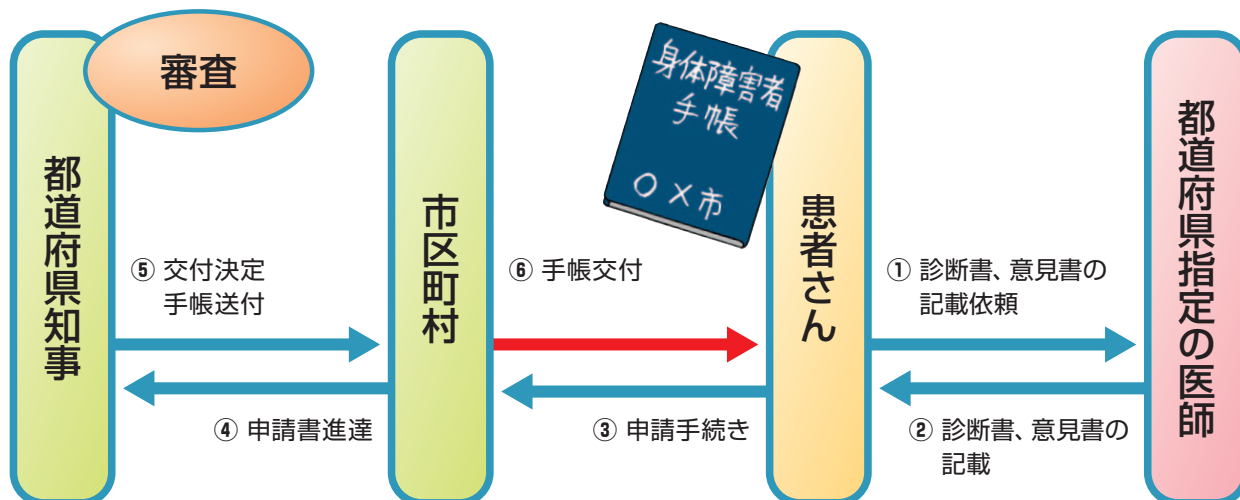 審査
都道府県知事
⑤ 交付決定
手帳送付
④ 申請書進達
市区町村
⑥ 手帳交付
③ 申請手続き
身体障害者
手帳
○×市
患者さん
① 診断書、意見書の
記載依頼
② 診断書、意見書の
記載
都道府県指定の医師